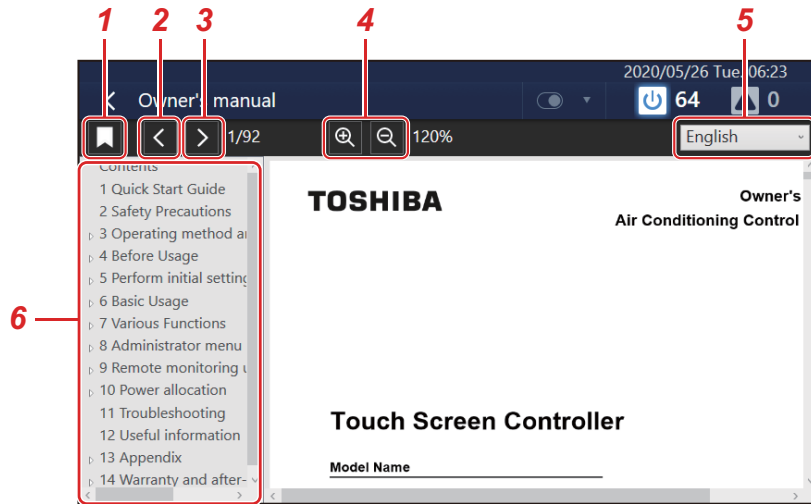 1 2 3 4 5
2020/05/26 Tue. 06:23
Owner's manual 64 0
1/92 120% English
Contents
1 Quick Start Guide
2 Safety Precautions
3 Operating method a
4 Before Usage
5 Perform initial setting
6 Basic Usage
7 Various Functions
8 Administrator menu
9 Remote monitoring u
10 Power allocation
11 Troubleshooting
12 Useful information
13 Appendix
14 Warranty and after-
6
TOSHIBA
Owner's
Air Conditioning Control
Touch Screen Controller
Model Name